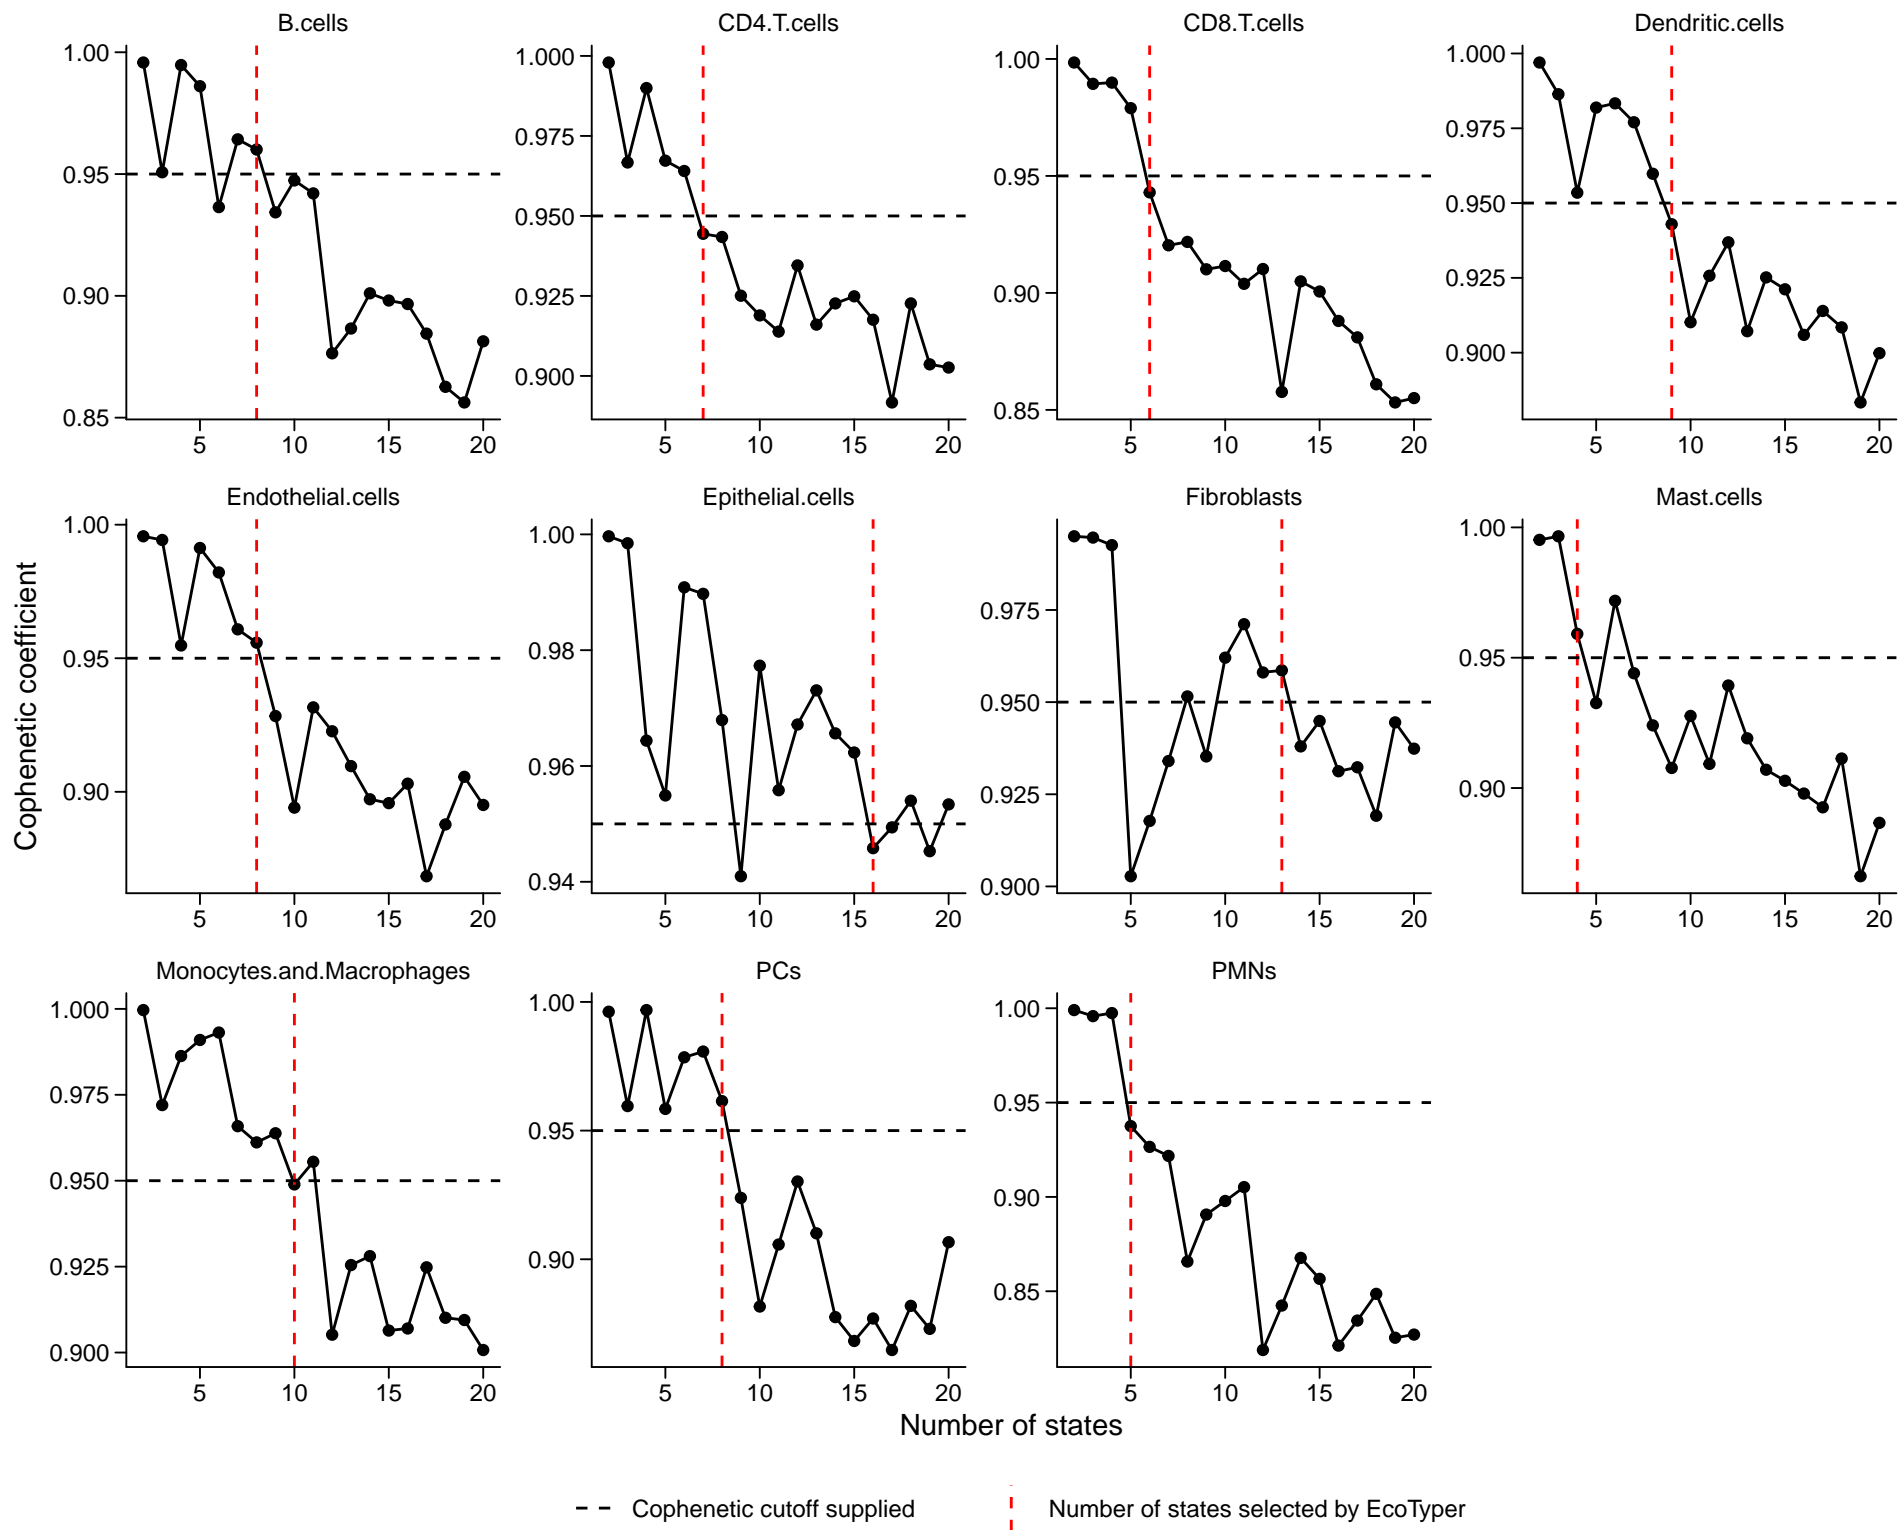 B.cells CD4.T.cells CD8.T.cells Dendritic.cells
1.00 1.000 1.00 1.000
0.95 0.975 0.95 0.975
0.90 0.950 0.90 0.950
0.85 0.925 0.85 0.925
0.900 0.900
5 10 15 20 5 10 15 20 5 10 15 20 5 10 15 20
Endothelial.cells Epithelial.cells Fibroblasts Mast.cells
1.00 1.00 0.975 1.00
0.95 0.98 0.950 0.95
0.90 0.96 0.925 0.90
0.94 0.900
5 10 15 20 5 10 15 20 5 10 15 20 5 10 15 20
Cophenetic coefficient
Monocytes.and.Macrophages PCs PMNs
1.000 1.00 1.00
0.975 0.95 0.95
0.950 0.90 0.90
0.925 0.85
0.900
5 10 15 20 5 10 15 20 5 10 15 20
Number of states
Cophenetic cutoff supplied Number of states selected by EcoTyper